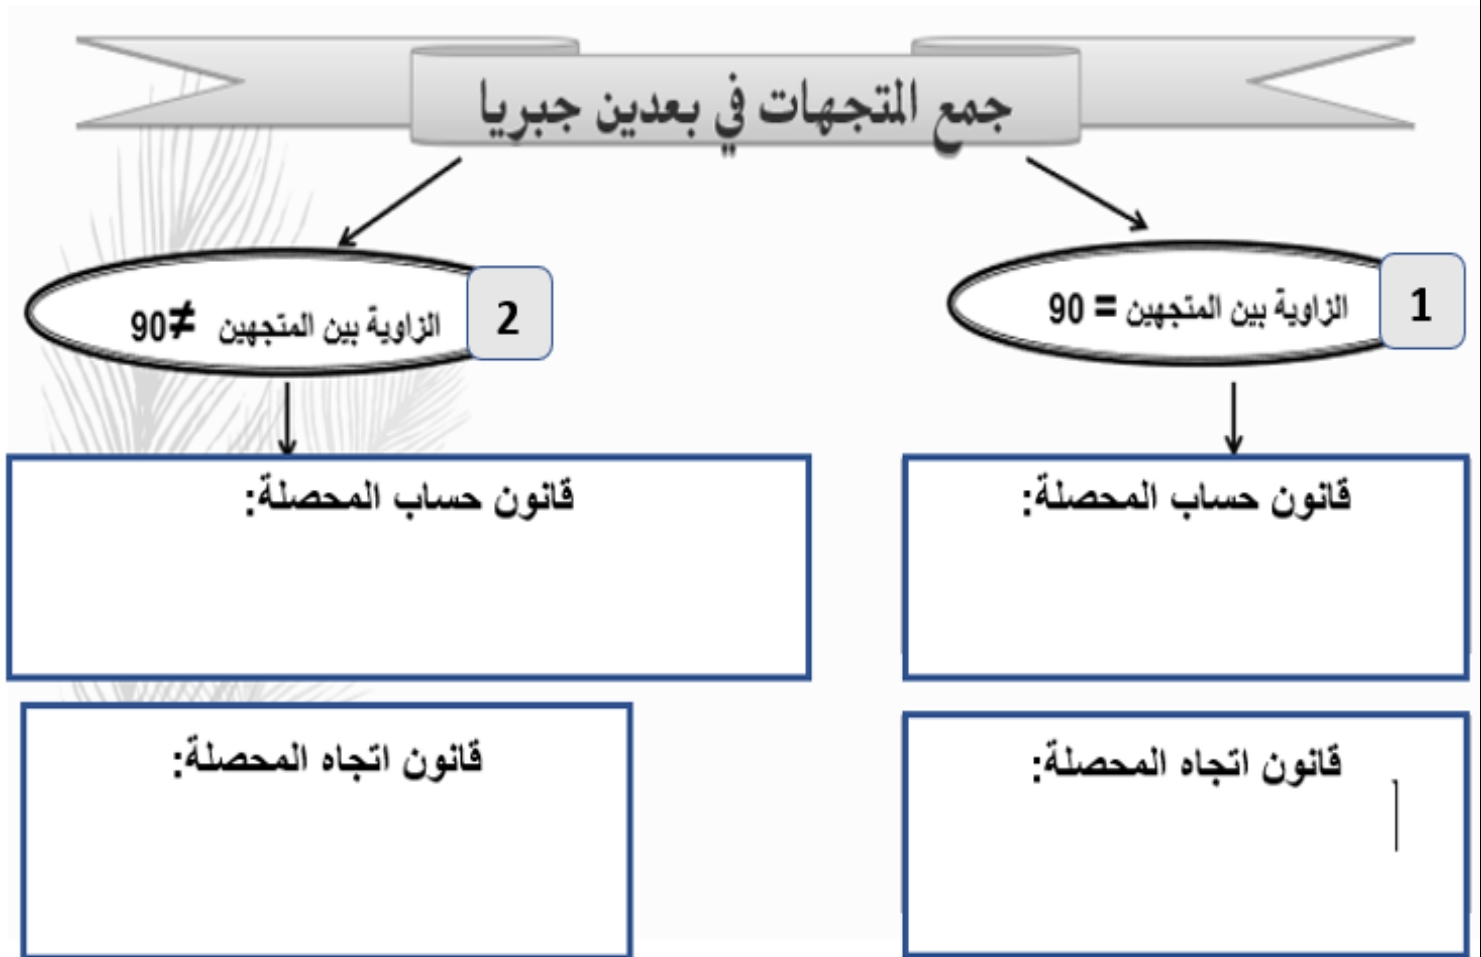 جمع المتجهات في بعدين جبريا
1
الزاوية بين المتجهين = 90
2
الزاوية بين المتجهين ≠90
قانون حساب المحصلة:
قانون حساب المحصلة:
قانون اتجاه المحصلة:
قانون اتجاه المحصلة: